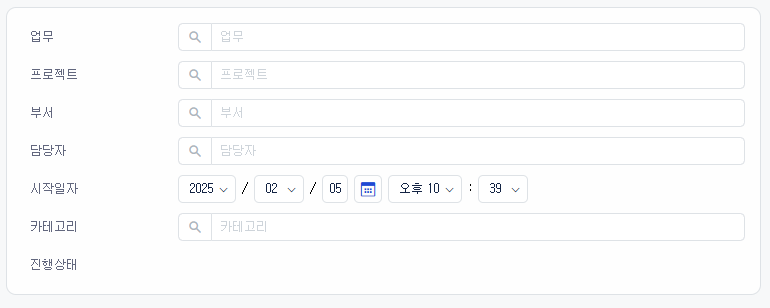 업무 업무
프로젝트 프로젝트
부서 부서
담당자 담당자
시작일자 2025 / 02 / 05 오후 10 : 39
카테고리 카테고리
진행상태